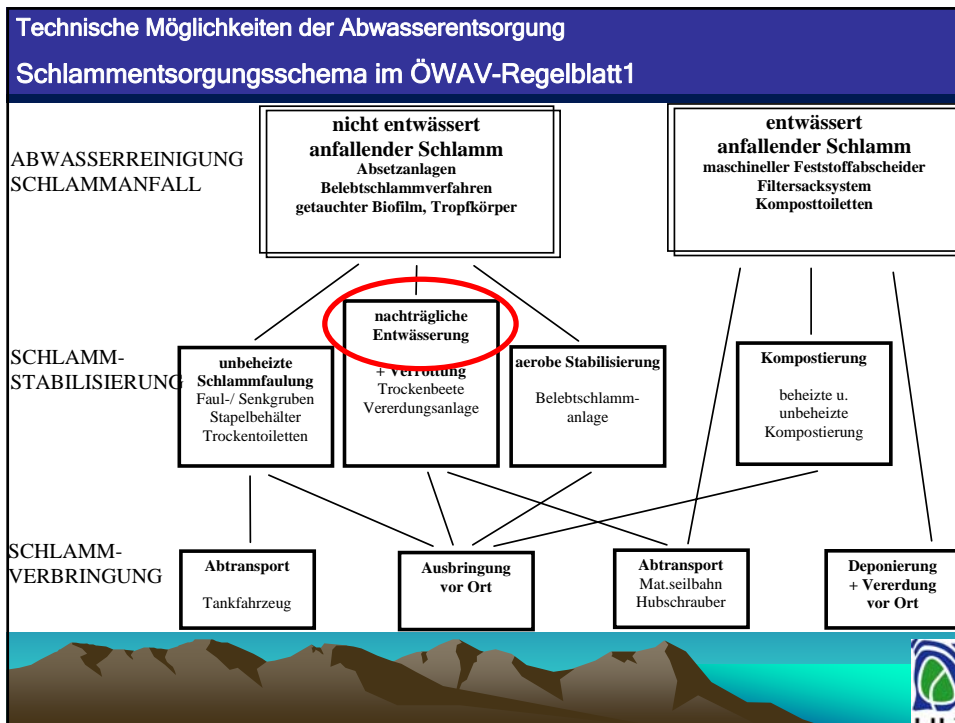 Technische Möglichkeiten der Abwasserentsorgung
Schlammentsorgungsschema im ÖWAV-Regelblatt1
ABWASSERREINIGUNG
SCHLAMMANFALL
nicht entwässert
anfallender Schlamm
Absetzanlagen
Belebtschlammverfahren
getauchter Biofilm, Tropfkörper
entwässert
anfallender Schlamm
maschineller Feststoffabscheider
Filtersacksystem
Komposttoiletten
SCHLAMM-
STABILISIERUNG
unbeheizte
Schlammfaulung
Faul-/ Senkgruben
Stapelbehälter
Trockentoiletten
nachträgliche
Entwässerung
+ Verrottung
Trockenbeete
Vererdungsanlage
aerobe Stabilisierung
Belebtschlamm-
anlage
Kompostierung
beheizte u.
unbeheizte
Kompostierung
SCHLAMM-
VERBRINGUNG
Abtransport
Tankfahrzeug
Ausbringung
vor Ort
Abtransport
Mat.seilbahn
Hubschrauber
Deponierung
+ Vererdung
vor Ort